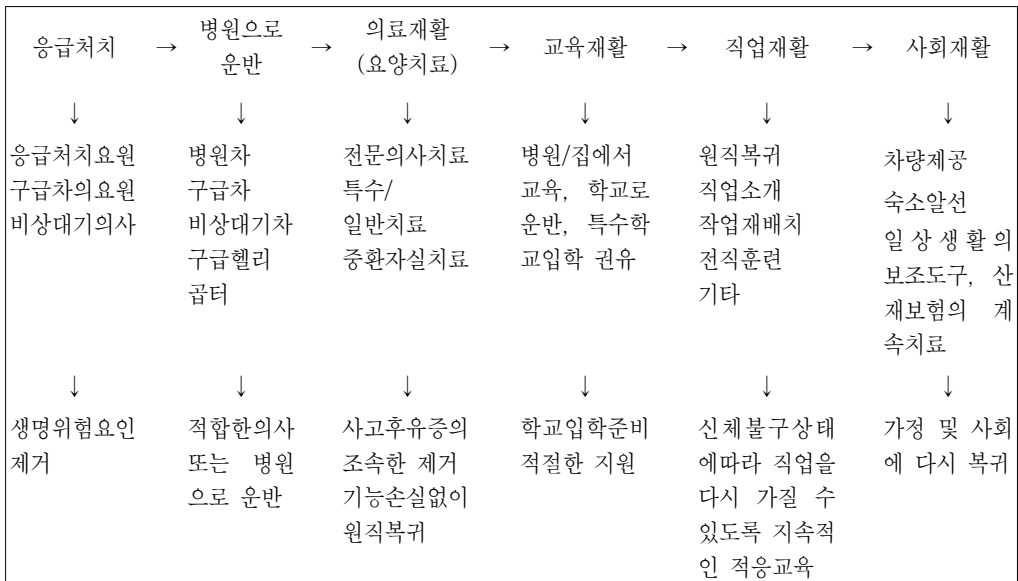 응급처치 → 병원으로 운반 → 의료재활 (요양치료) → 교육재활 → 직업재활 → 사회재활
↓ ↓ ↓ ↓ ↓ ↓
응급처치요원
구급차의요원
비상대기의사
병원차
구급차
비상대기차
구급헬리
곱터
전문의사치료
특수/
일반치료
중환자실치료
병원/집에서
교육, 학교로
운반, 특수학
교입학 권유
원직복귀
직업소개
작업재배치
전직훈련
기타
차량제공
숙소알선
일상생활의
보조도구, 산
재보험의 계
속치료
↓ ↓ ↓ ↓ ↓ ↓
생명위험요인
제거
적합한의사
또는 병원
으로 운반
사고후유증의
조속한 제거
기능손실없이
원직복귀
학교입학준비
적절한 지원
신체불구상태
에따라 직업을
다시 가질 수
있도록 지속적
인 적응교육
가정 및 사회
에 다시 복귀